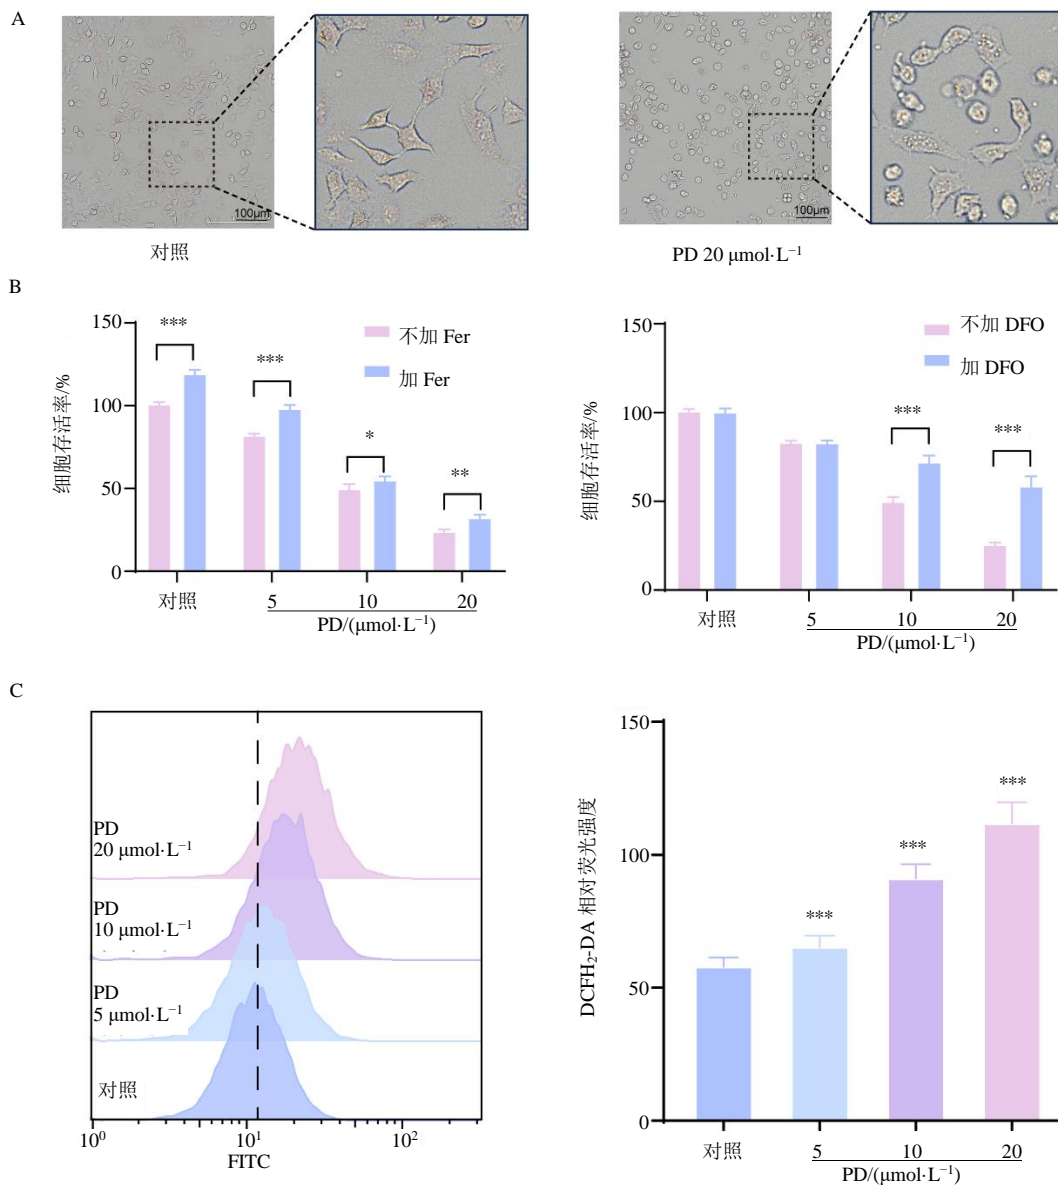 A
100μm
100μm
对照
PD 20 μmol·L⁻¹
B
150
100
50
0
细胞存活率/%
***
***
*
**
不加 Fer
加 Fer
对照
5
10
20
PD/(μmol·L⁻¹)
150
100
50
0
细胞存活率/%
***
***
不加 DFO
加 DFO
对照
5
10
20
PD/(μmol·L⁻¹)
C
PD
20 μmol·L⁻¹
PD
10 μmol·L⁻¹
PD
5 μmol·L⁻¹
对照
10⁰
10¹
10²
FITC
150
100
50
0
DCFH₂-DA 相对荧光强度
***
***
***
对照
5
10
20
PD/(μmol·L⁻¹)